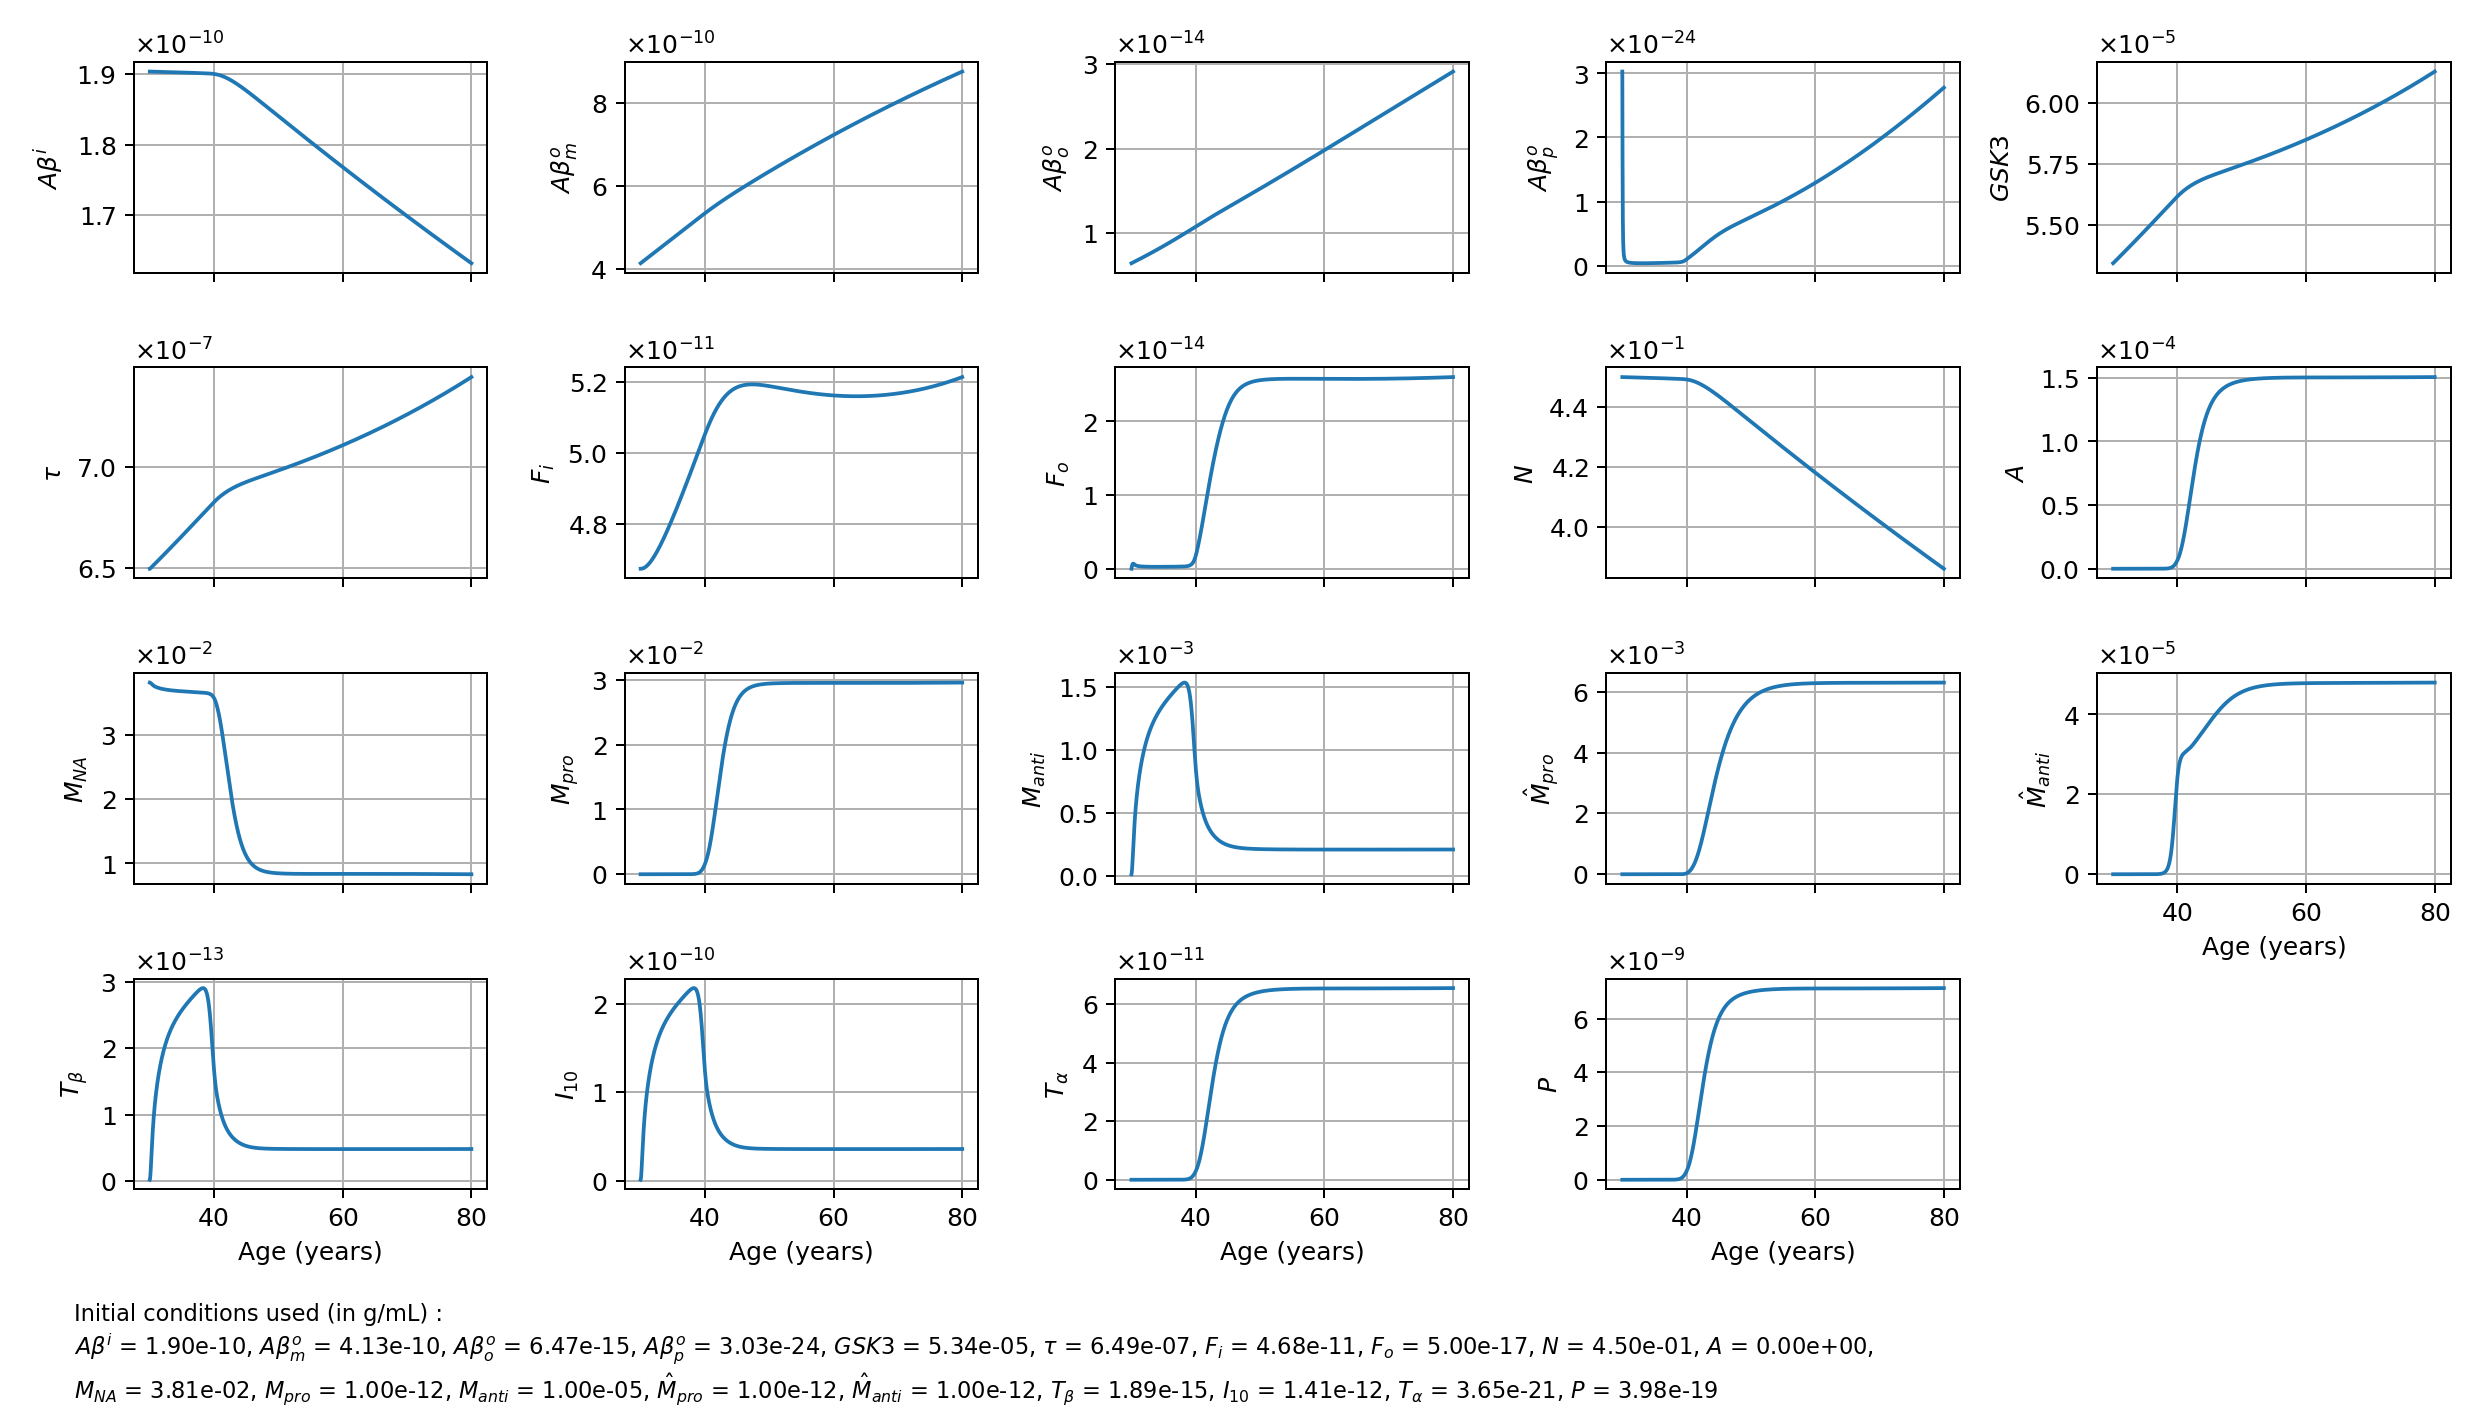 ×10⁻¹⁰ ×10⁻¹⁰ ×10⁻¹⁴ ×10⁻²⁴ ×10⁻⁵
Aβⁱ 1.9 1.8 1.7
Aβₘᵒ 8 6 4
Aβₒᵒ 3 2 1
Aβₚᵒ 3 2 1 0
GSK3 6.00 5.75 5.50
×10⁻⁷ ×10⁻¹¹ ×10⁻¹⁴ ×10⁻¹ ×10⁻⁴
τ 7.0 6.5
Fᵢ 5.2 5.0 4.8
Fₒ 2 1 0
N 4.4 4.2 4.0
A 1.5 1.0 0.5 0.0
×10⁻² ×10⁻² ×10⁻³ ×10⁻³ ×10⁻⁵
M_NA 3 2 1
M_pro 3 2 1 0
M_anti 1.5 1.0 0.5 0.0
M̂_pro 6 4 2 0
M̂_anti 4 2 0
40 60 80
Age (years)
×10⁻¹³ ×10⁻¹⁰ ×10⁻¹¹ ×10⁻⁹
T_β 3 2 1 0
I₁₀ 2 1 0
T_α 6 4 2 0
P 6 4 2 0
40 60 80 40 60 80 40 60 80 40 60 80
Age (years) Age (years) Age (years) Age (years)
Initial conditions used (in g/mL) :
Aβⁱ = 1.90e-10, Aβₘᵒ = 4.13e-10, Aβₒᵒ = 6.47e-15, Aβₚᵒ = 3.03e-24, GSK3 = 5.34e-05, τ = 6.49e-07, Fᵢ = 4.68e-11, Fₒ = 5.00e-17, N = 4.50e-01, A = 0.00e+00,
M_NA = 3.81e-02, M_pro = 1.00e-12, M_anti = 1.00e-05, M̂_pro = 1.00e-12, M̂_anti = 1.00e-12, T_β = 1.89e-15, I₁₀ = 1.41e-12, T_α = 3.65e-21, P = 3.98e-19